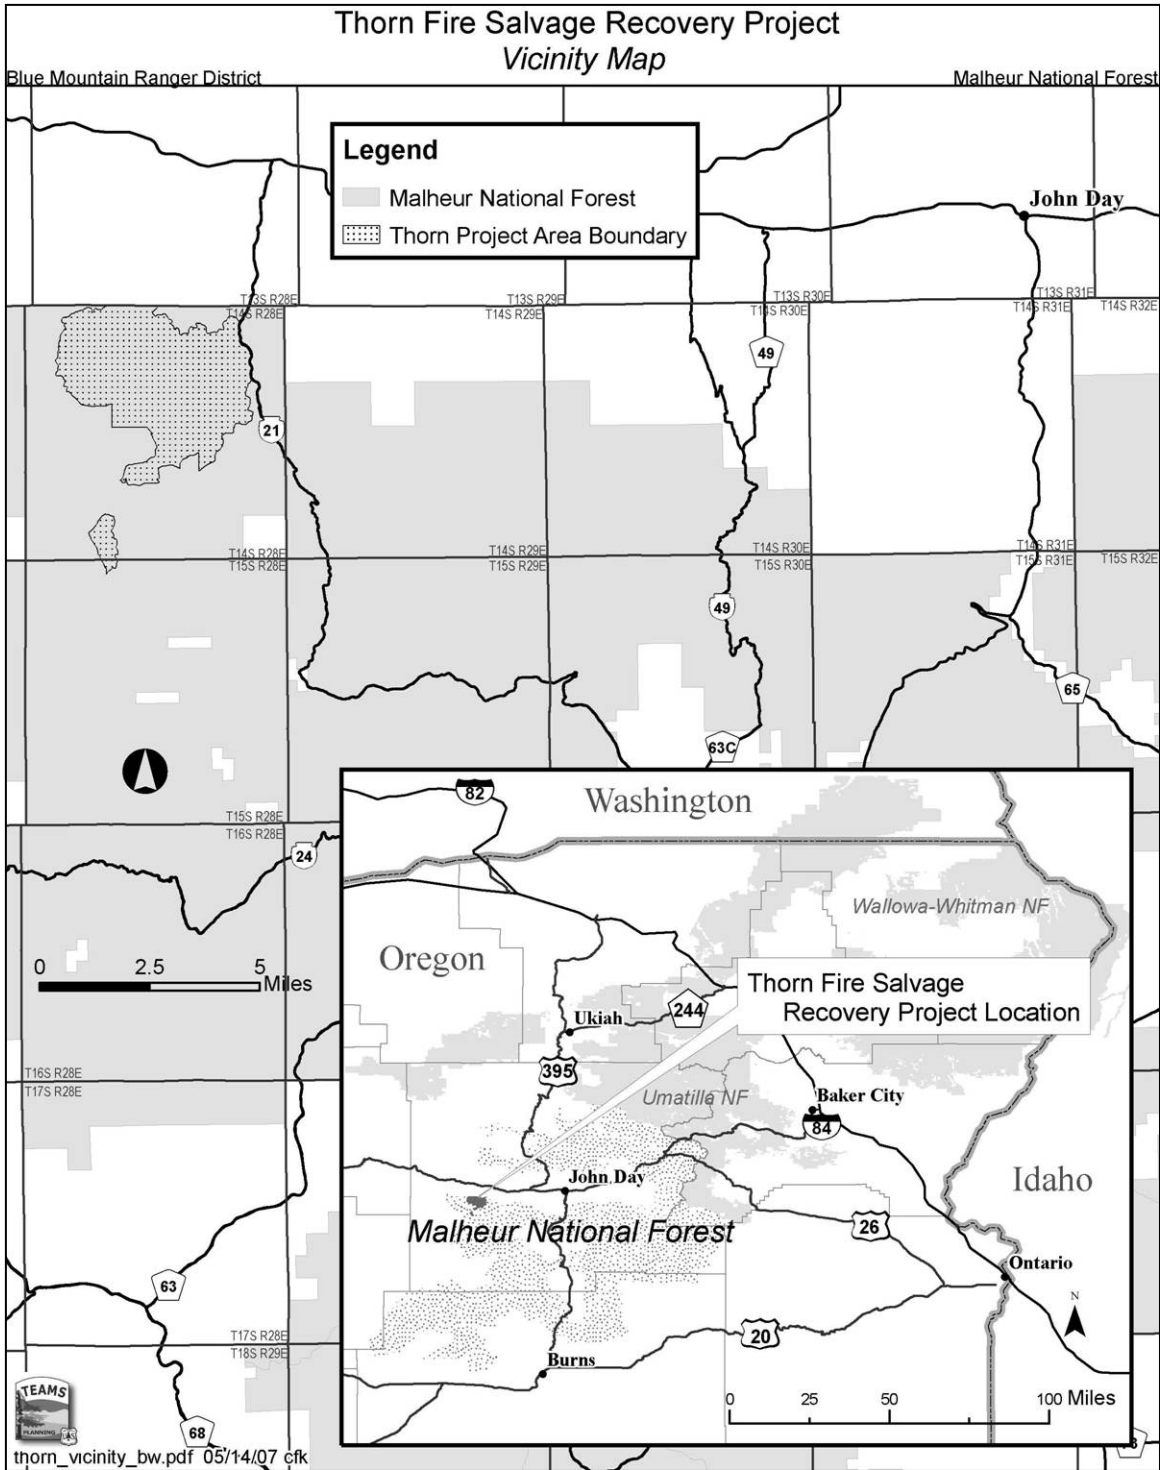 Thorn Fire Salvage Recovery Project
Vicinity Map
Blue Mountain Ranger District
Malheur National Forest
Legend
Malheur National Forest
Thorn Project Area Boundary
John Day
T13S R28E
T14S R28E
T13S R29E
T14S R29E
T13S R30E
T14S R30E
T13S R31E
T14S R31E
T14S R32E
49
21
T14S R28E
T15S R28E
T14S R29E
T15S R29E
T14S R30E
T15S R30E
T14S R31E
T15S R31E
T15S R32E
49
65
63C
T15S R28E
T16S R28E
24
0 2.5 5
Miles
T16S R28E
T17S R28E
63
T17S R28E
T18S R29E
68
82
Washington
Wallowa-Whitman NF
Oregon
Thorn Fire Salvage
Recovery Project Location
244
Ukiah
395
Umatilla NF
Baker City
84
John Day
Idaho
Malheur National Forest
26
Ontario
N
20
Burns
0 25 50 100 Miles
TEAMS
PLANNING
thorn_vicinity_bw.pdf 05/14/07 cfk